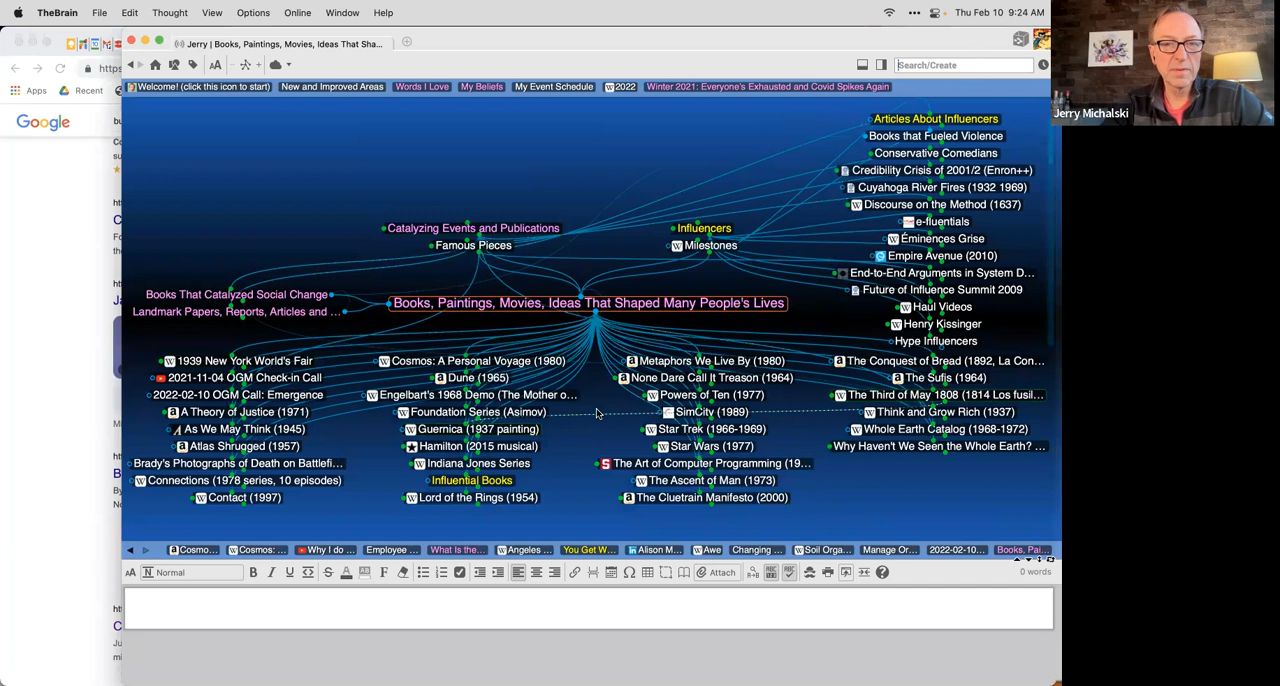 TheBrain File Edit Thought View Options Online Window Help Thu Feb 10 9:24 AM
Jerry | Books, Paintings, Movies, Ideas That Sha...
https
Search/Create
Apps Recent
Welcome! (click this icon to start) New and Improved Areas Words I Love My Beliefs My Event Schedule 2022 Winter 2021: Everyone's Exhausted and Covid Spikes Again
Google
Jerry Michalski
Articles About Influencers
Books that Fueled Violence
Conservative Comedians
Credibility Crisis of 2001/2 (Enron++)
Cuyahoga River Fires (1932 1969)
Discourse on the Method (1637)
e-fluentials
Éminences Grise
Empire Avenue (2010)
End-to-End Arguments in System D...
Future of Influence Summit 2009
Haul Videos
Henry Kissinger
Hype Influencers
Catalyzing Events and Publications
Famous Pieces
Influencers
Milestones
Books That Catalyzed Social Change
Landmark Papers, Reports, Articles and ...
Books, Paintings, Movies, Ideas That Shaped Many People's Lives
1939 New York World's Fair
2021-11-04 OGM Check-in Call
2022-02-10 OGM Call: Emergence
A Theory of Justice (1971)
As We May Think (1945)
Atlas Shrugged (1957)
Brady's Photographs of Death on Battlefi...
Connections (1978 series, 10 episodes)
Contact (1997)
Cosmos: A Personal Voyage (1980)
Dune (1965)
Engelbart's 1968 Demo (The Mother o...
Foundation Series (Asimov)
Guernica (1937 painting)
Hamilton (2015 musical)
Indiana Jones Series
Influential Books
Lord of the Rings (1954)
Metaphors We Live By (1980)
None Dare Call It Treason (1964)
Powers of Ten (1977)
SimCity (1989)
Star Trek (1966-1969)
Star Wars (1977)
The Art of Computer Programming (19...
The Ascent of Man (1973)
The Cluetrain Manifesto (2000)
The Conquest of Bread (1892, La Con...
The Sufis (1964)
The Third of May 1808 (1814 Los fusil...
Think and Grow Rich (1937)
Whole Earth Catalog (1968-1972)
Why Haven't We Seen the Whole Earth? ...
Cosmo... Cosmos: ... Why I do ... Employee ... What Is the... Angeles ... You Get W... Alison M... Awe Changing ... Soil Orga... Manage Or... 2022-02-10... Books, Pai...
Normal B I U S F Attach
0 words